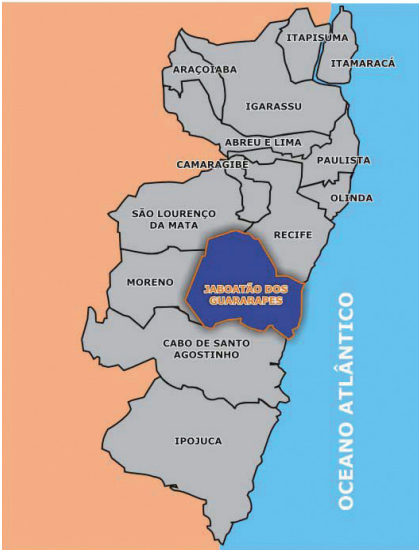 ITAPISUMA
ITAMARACÁ
ARAÇOIABA
IGARASSU
ABREU E LIMA
CAMARAGIBE
PAULISTA
OLINDA
SÃO LOURENÇO
DA MATA
RECIFE
MORENO
JABOATÃO DOS
GUARARAPES
CABO DE SANTO
AGOSTINHO
OCEANO ATLÂNTICO
IPOJUCA